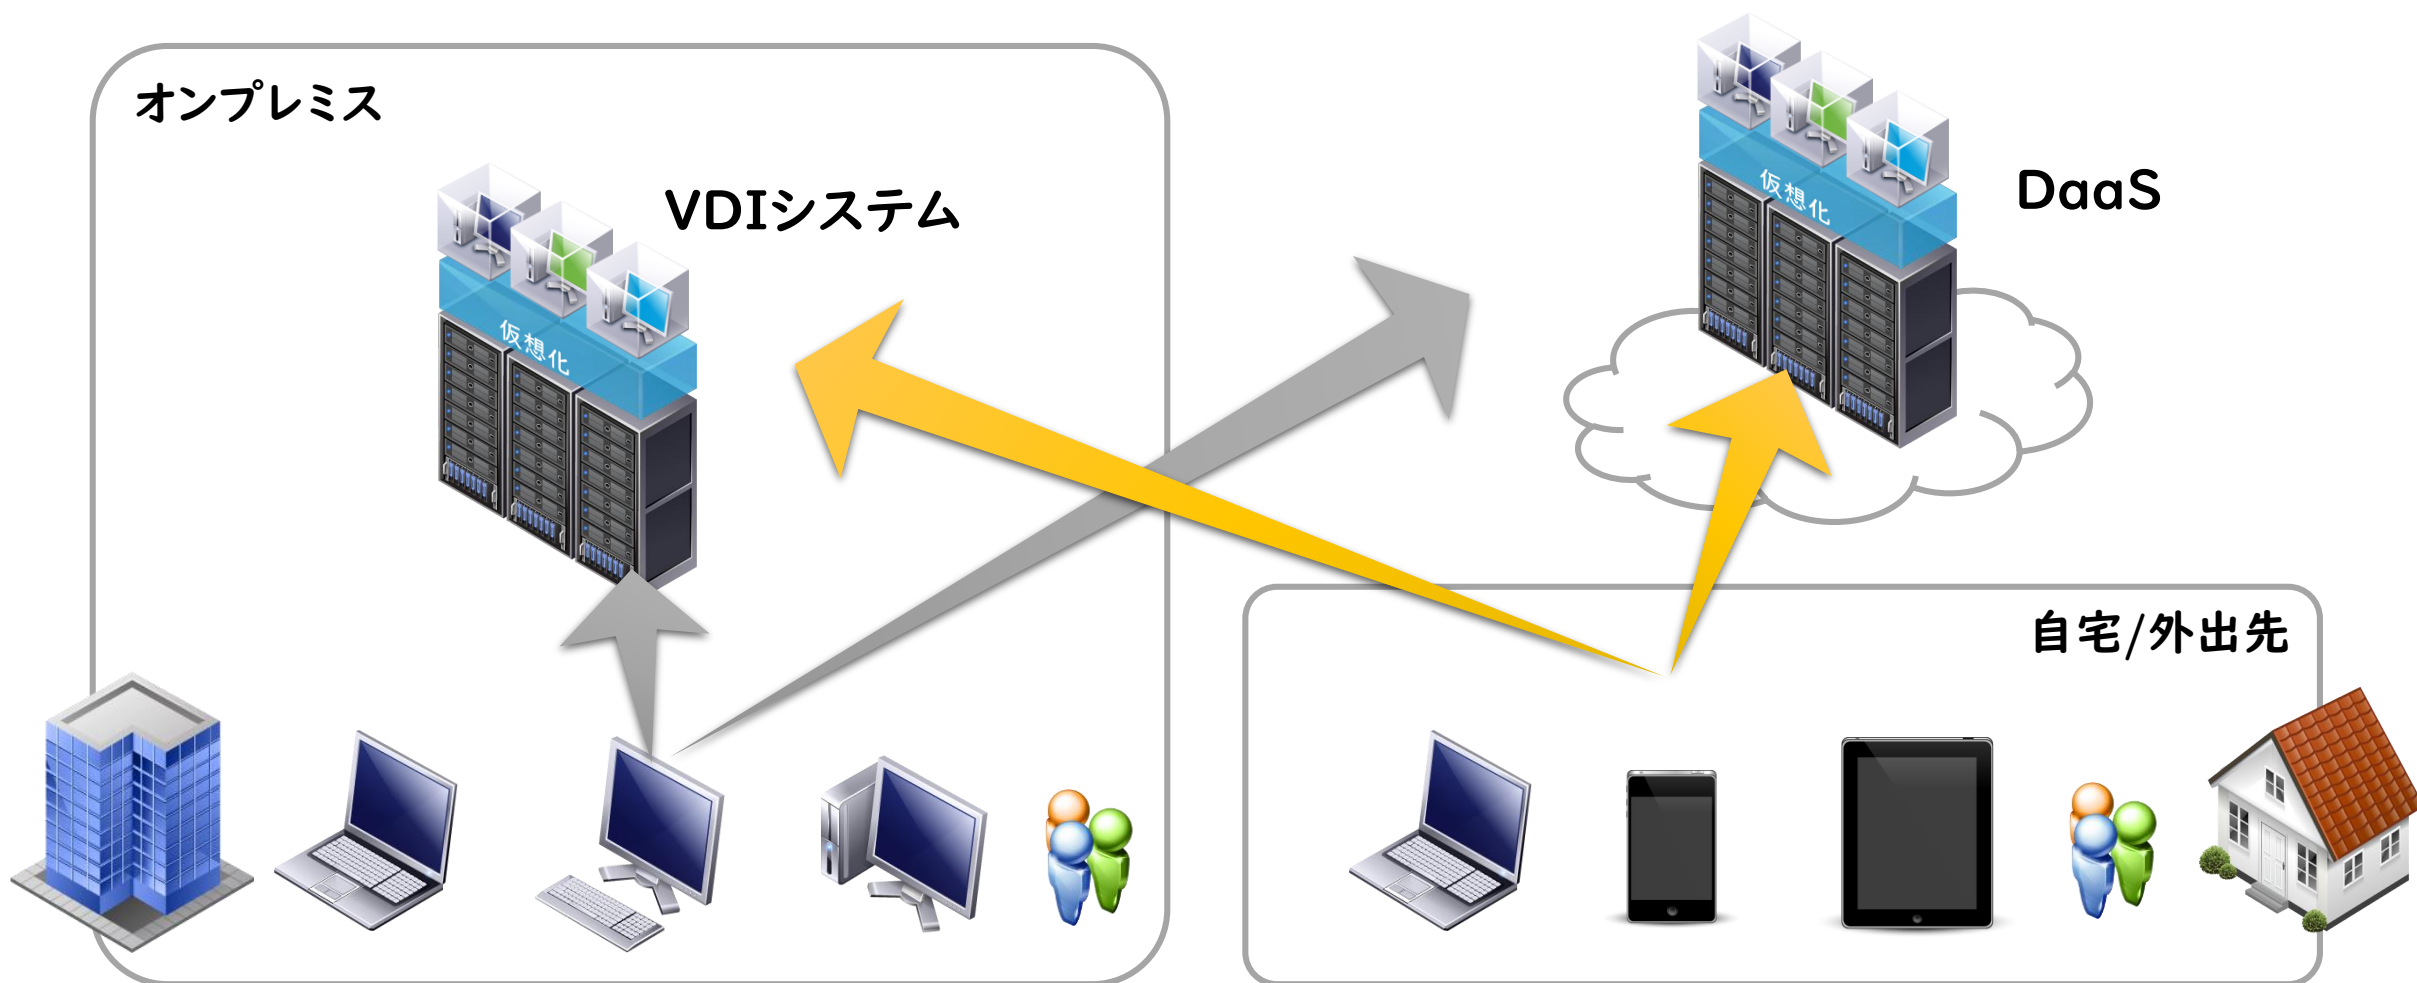 オンプレミス
VDIシステム
仮想化
DaaS
仮想化
自宅/外出先